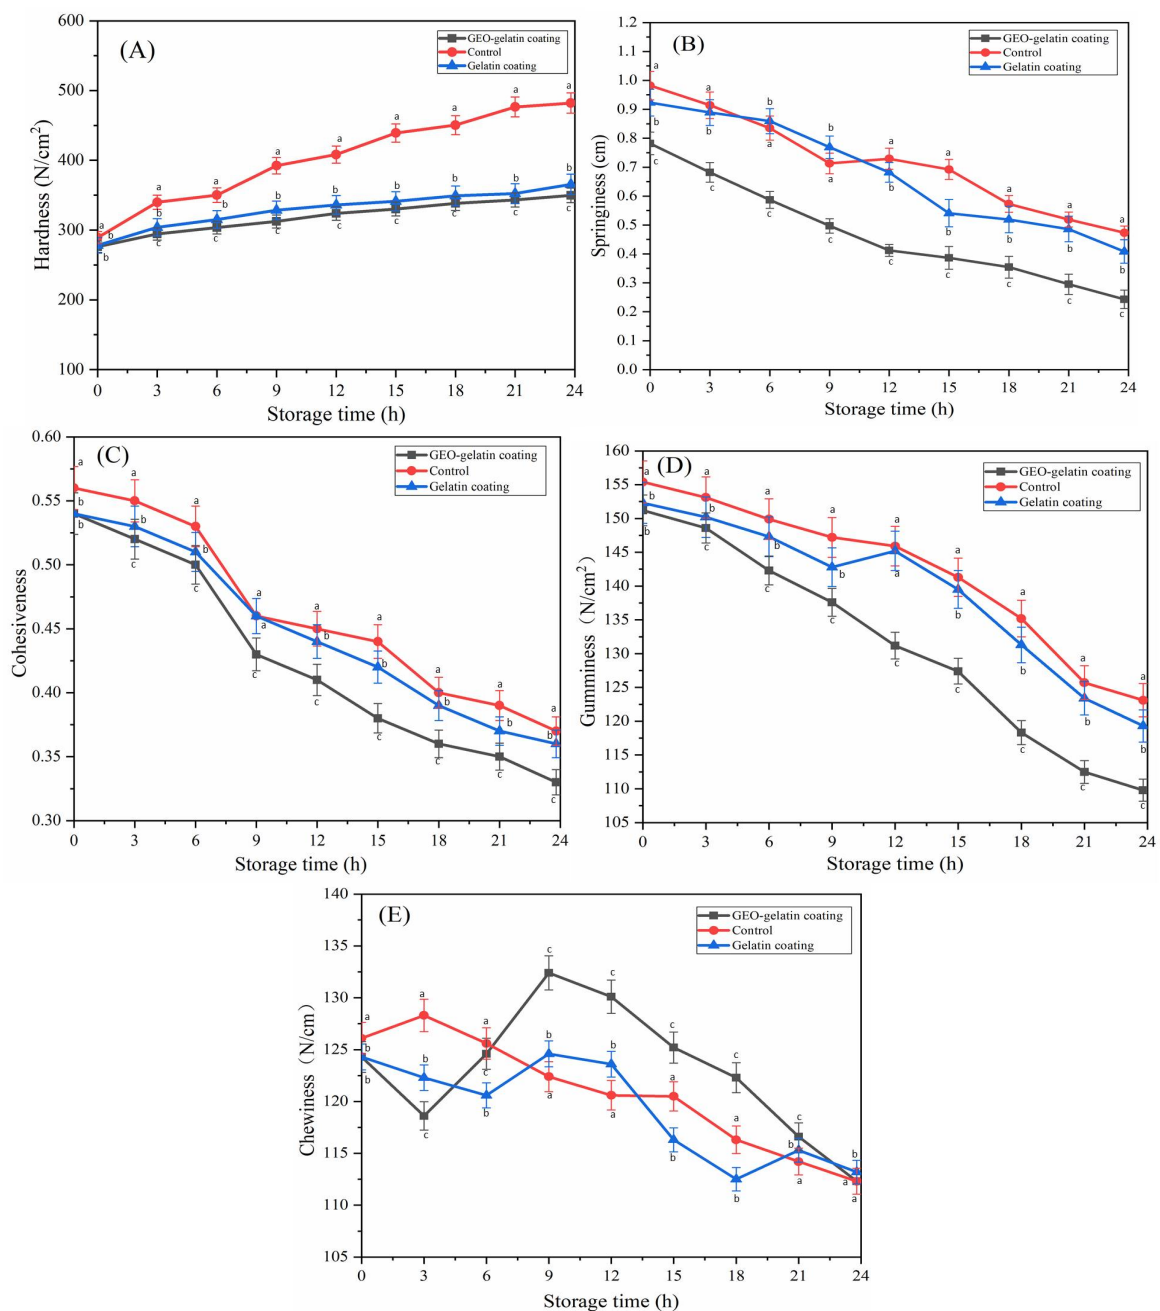 (A)
GEO-gelatin coating
Control
Gelatin coating
Hardness (N/cm²)
600
500
400
300
200
100
a a a a a a a a a
b b b b b b b b b
b c c c c c c c c
0 3 6 9 12 15 18 21 24
Storage time (h)
(B)
GEO-gelatin coating
Control
Gelatin coating
Springiness (cm)
1.2
1.1
1.0
0.9
0.8
0.7
0.6
0.5
0.4
0.3
0.2
0.1
0.0
a a b b a a a a a
b b a a b b b b b
c c c c c c c c c
0 3 6 9 12 15 18 21 24
Storage time (h)
(C)
GEO-gelatin coating
Control
Gelatin coating
Cohesiveness
0.60
0.55
0.50
0.45
0.40
0.35
0.30
a a a a a a a a a
b b b a b b b b b
b c c c c c c c c
0 3 6 9 12 15 18 21 24
Storage time (h)
(D)
GEO-gelatin coating
Control
Gelatin coating
Gumminess (N/cm²)
160
155
150
145
140
135
130
125
120
115
110
105
a a a a a a a a a
b b b b a b b b b
b c c c c c c c c
0 3 6 9 12 15 18 21 24
Storage time (h)
(E)
GEO-gelatin coating
Control
Gelatin coating
Chewiness (N/cm)
140
135
130
125
120
115
110
105
a a a c c c c c b
b b c b b a a b a
b c b a a b b a a
0 3 6 9 12 15 18 21 24
Storage time (h)